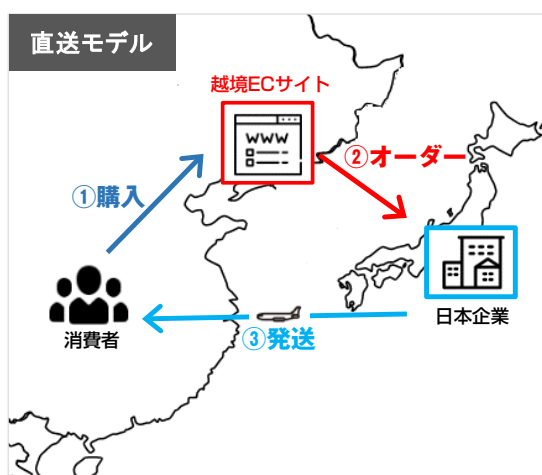 直送モデル
越境ECサイト
WWW
②オーダー
①購入
日本企業
消費者
③発送